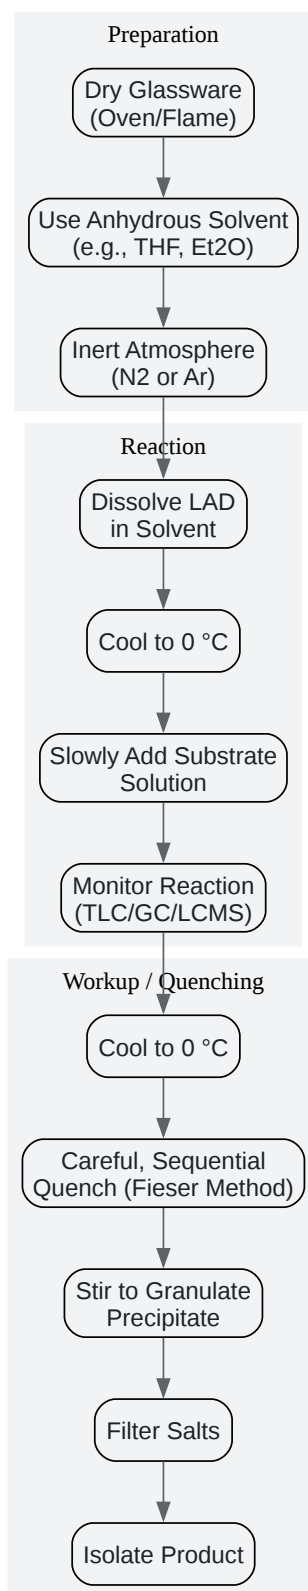 Preparation
Dry Glassware
(Oven/Flame)
Use Anhydrous Solvent
(e.g., THF, Et2O)
Inert Atmosphere
(N2 or Ar)
Reaction
Dissolve LAD
in Solvent
Cool to 0 °C
Slowly Add Substrate
Solution
Monitor Reaction
(TLC/GC/LCMS)
Workup / Quenching
Cool to 0 °C
Careful, Sequential
Quench (Fieser Method)
Stir to Granulate
Precipitate
Filter Salts
Isolate Product